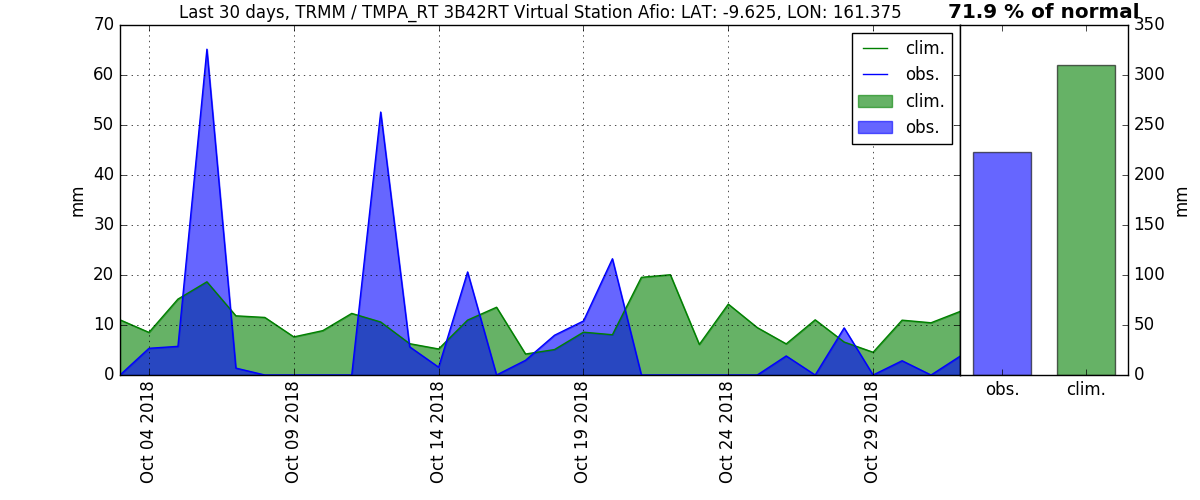 Last 30 days, TRMM / TMPA_RT 3B42RT Virtual Station Afio: LAT: -9.625, LON: 161.375
71.9 % of normal
70
60
50
40
30
20
10
0
mm
clim.
obs.
clim.
obs.
Oct 04 2018
Oct 09 2018
Oct 14 2018
Oct 19 2018
Oct 24 2018
Oct 29 2018
350
300
250
200
150
100
50
0
mm
obs.
clim.